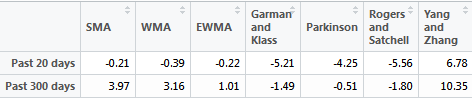 SMA WMA EWMA Garman and Klass Parkinson Rogers and Satchell Yang and Zhang
Past 20 days -0.21 -0.39 -0.22 -5.21 -4.25 -5.56 6.78
Past 300 days 3.97 3.16 1.01 -1.49 -0.51 -1.80 10.35